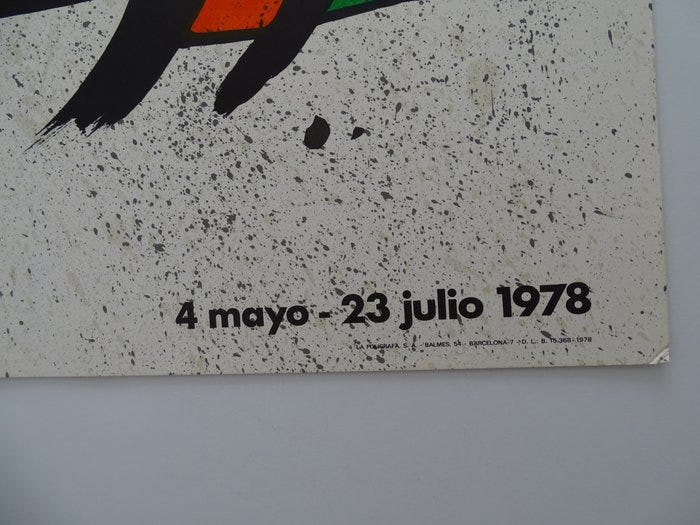 4 mayo - 23 julio 1978
LA POLIGRAFA, S. A. - BALMES, 54 - BARCELONA-7 - D. L.: B. 15.368 - 1978